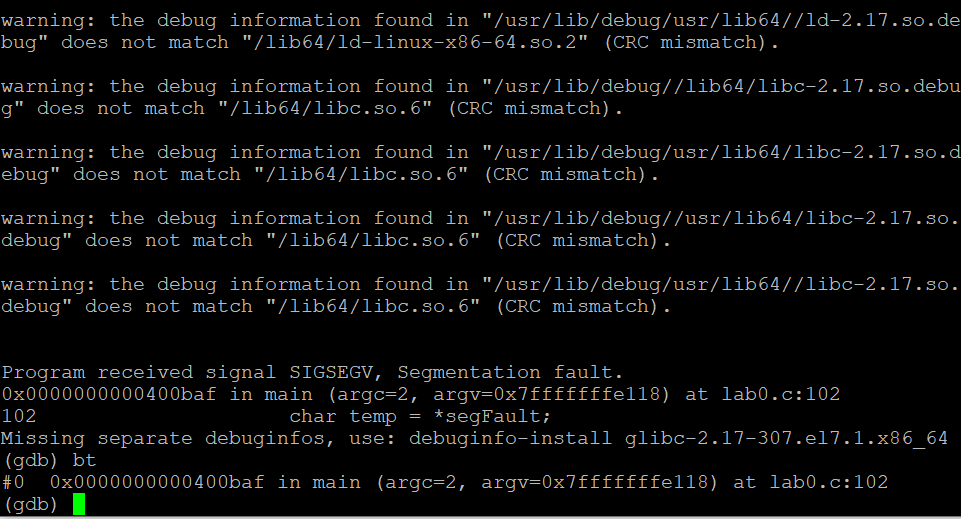 warning: the debug information found in "/usr/lib/debug/usr/lib64//ld-2.17.so.de
bug" does not match "/lib64/ld-linux-x86-64.so.2" (CRC mismatch).
warning: the debug information found in "/usr/lib/debug//lib64/libc-2.17.so.debu
g" does not match "/lib64/libc.so.6" (CRC mismatch).
warning: the debug information found in "/usr/lib/debug/usr/lib64/libc-2.17.so.d
ebug" does not match "/lib64/libc.so.6" (CRC mismatch).
warning: the debug information found in "/usr/lib/debug//usr/lib64/libc-2.17.so.
debug" does not match "/lib64/libc.so.6" (CRC mismatch).
warning: the debug information found in "/usr/lib/debug/usr/lib64//libc-2.17.so.
debug" does not match "/lib64/libc.so.6" (CRC mismatch).
Program received signal SIGSEGV, Segmentation fault.
0x0000000000400baf in main (argc=2, argv=0x7fffffffe118) at lab0.c:102
102                     char temp = *segFault;
Missing separate debuginfos, use: debuginfo-install glibc-2.17-307.el7.1.x86_64
(gdb) bt
#0  0x0000000000400baf in main (argc=2, argv=0x7fffffffe118) at lab0.c:102
(gdb)